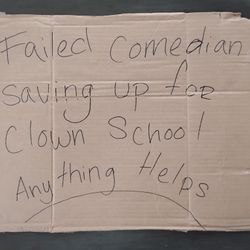 Failed Comedian
Saving up for
Clown School
Anything Helps